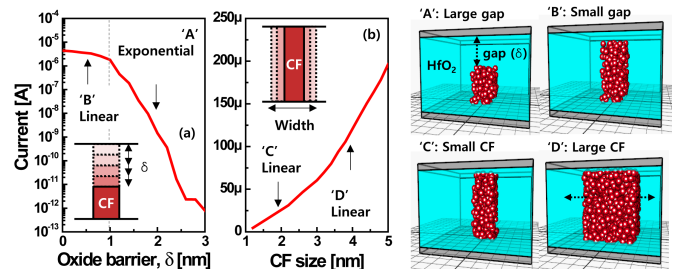 Current [A]
10⁻³
10⁻⁴
10⁻⁵
10⁻⁶
10⁻⁷
10⁻⁸
10⁻⁹
10⁻¹⁰
10⁻¹¹
10⁻¹²
10⁻¹³
'A'
Exponential
'B'
Linear
(a)
δ
CF
0 1 2 3
Oxide barrier, δ [nm]
250µ
200µ
150µ
100µ
50µ
0
(b)
CF
Width
'C'
Linear
'D'
Linear
1 2 3 4 5
CF size [nm]
'A': Large gap
gap (δ)
HfO₂
'B': Small gap
'C': Small CF
'D': Large CF